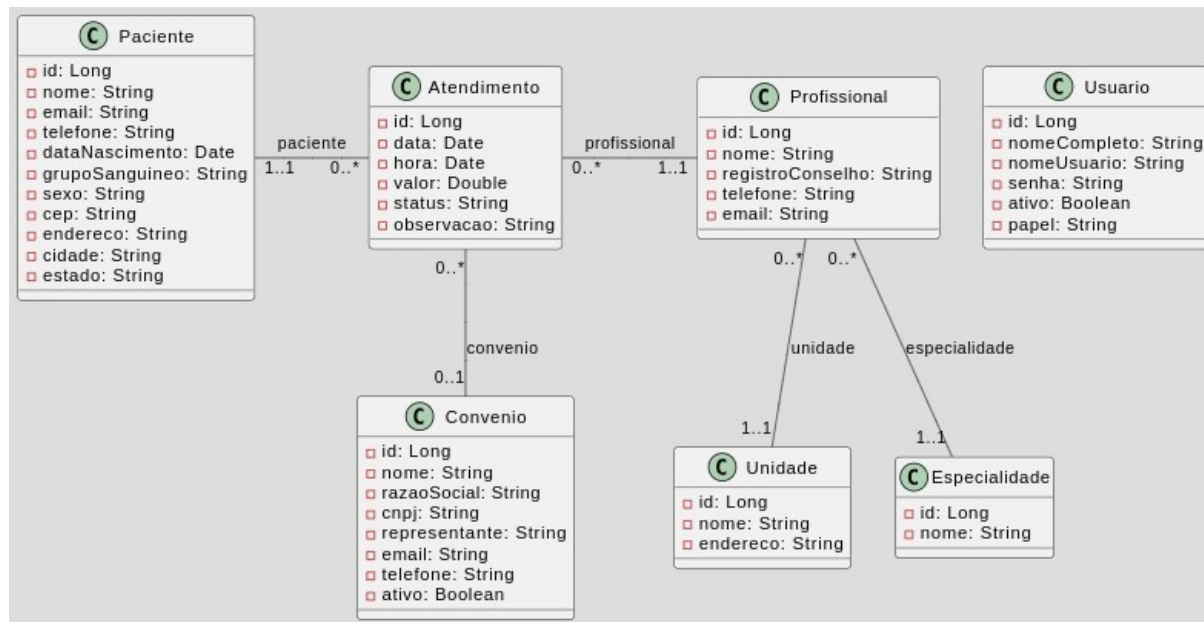 C Paciente
id: Long
nome: String
email: String
telefone: String
dataNascimento: Date
grupoSanguineo: String
sexo: String
cep: String
endereco: String
cidade: String
estado: String
paciente
1..1 0..*
C Atendimento
id: Long
data: Date
hora: Date
valor: Double
status: String
observacao: String
profissional
0..* 1..1
C Profissional
id: Long
nome: String
registroConselho: String
telefone: String
email: String
C Usuario
id: Long
nomeCompleto: String
nomeUsuario: String
senha: String
ativo: Boolean
papel: String
0..*
convenio
0..1
0..* 0..*
unidade especialidade
1..1 1..1
C Convenio
id: Long
nome: String
razaoSocial: String
cnpj: String
representante: String
email: String
telefone: String
ativo: Boolean
C Unidade
id: Long
nome: String
endereco: String
C Especialidade
id: Long
nome: String